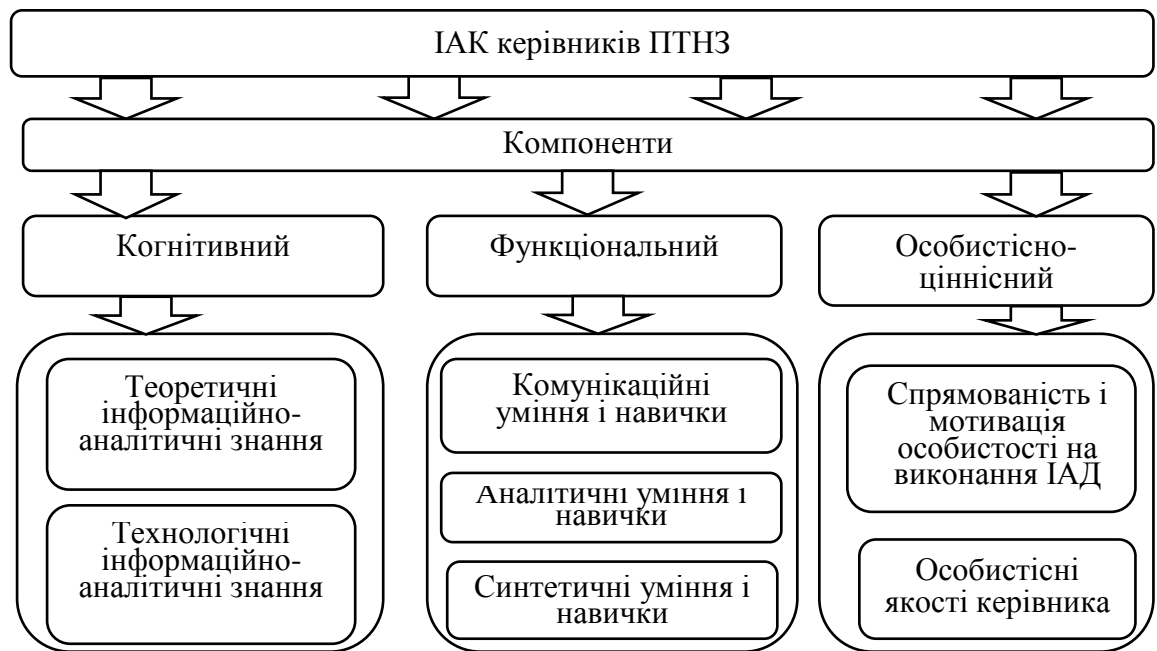 ІАК керівників ПТНЗ
Компоненти
Когнітивний
Функціональний
Особистісно-
ціннісний
Теоретичні
інформаційно-
аналітичні знання
Технологічні
інформаційно-
аналітичні знання
Комунікаційні
уміння і навички
Аналітичні уміння і
навички
Синтетичні уміння і
навички
Спрямованість і
мотивація
особистості на
виконання ІАД
Особистісні
якості керівника